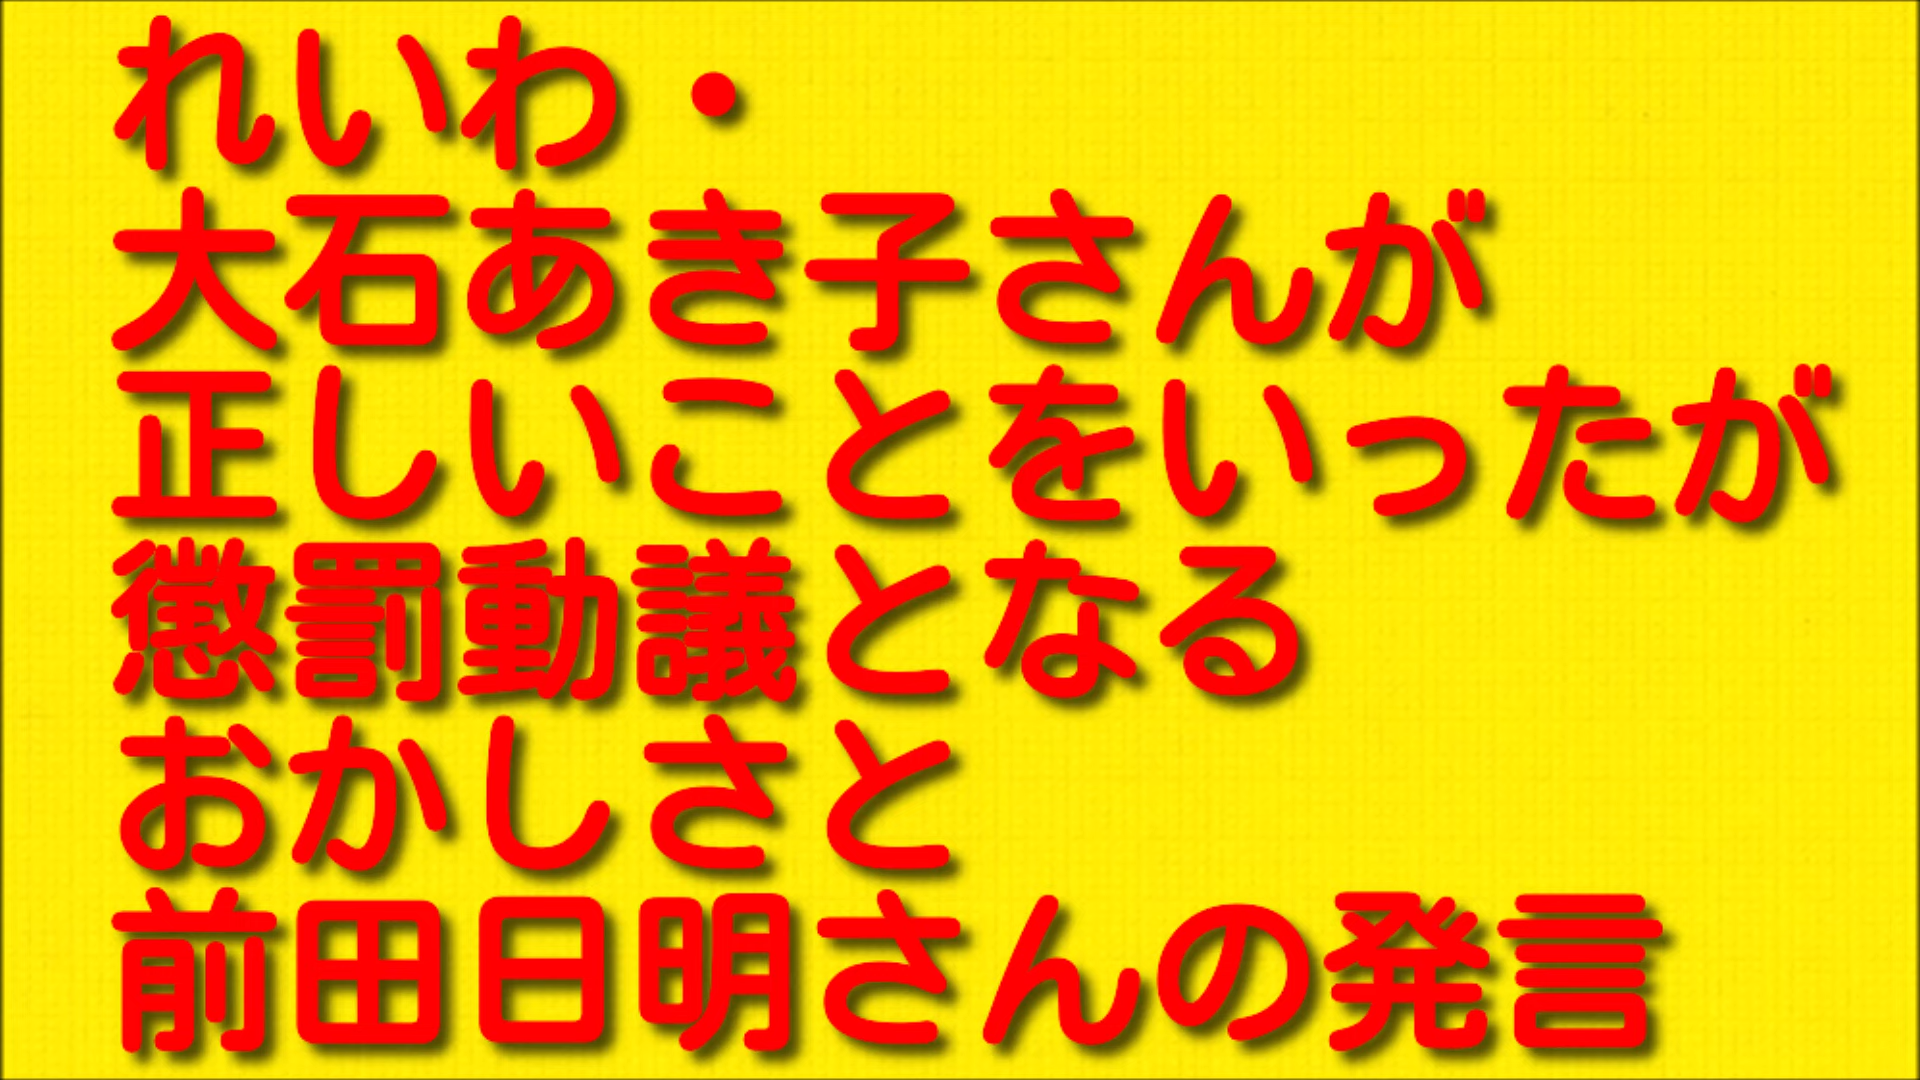 れいわ・
大石あき子さんが
正しいことをいったが
懲罰動議となる
おかしさと
前田日明さんの発言